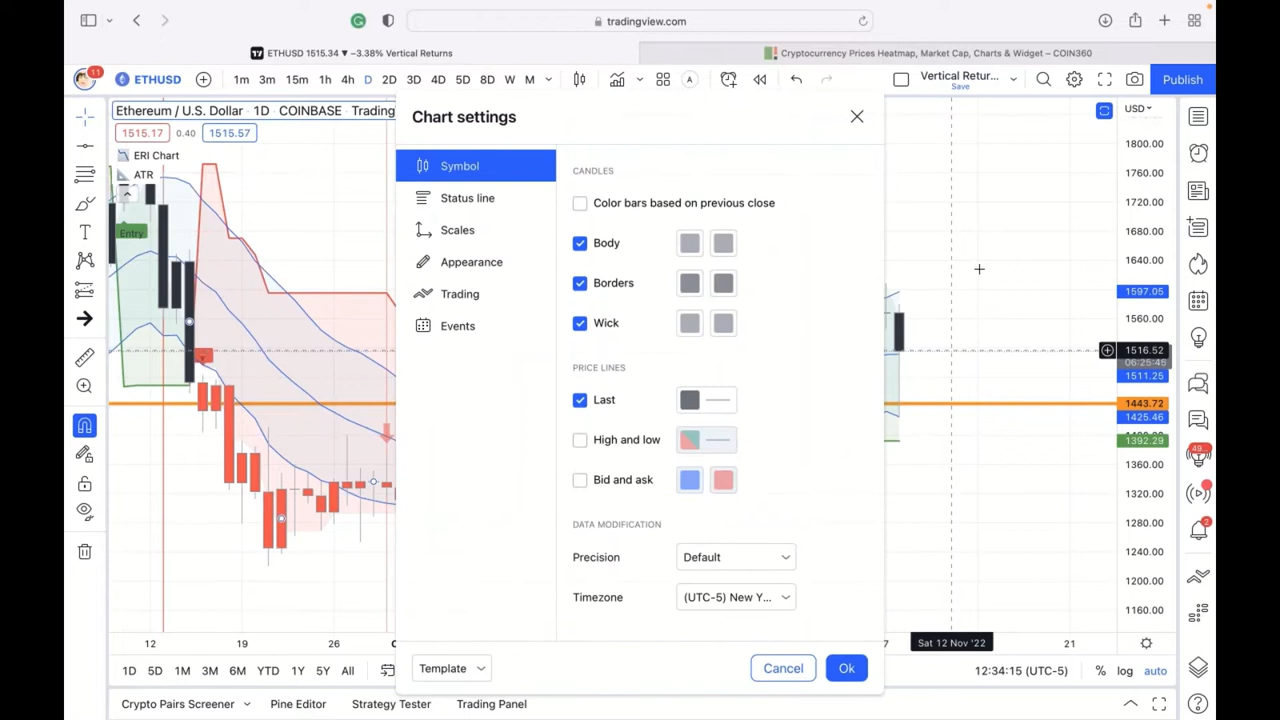 tradingview.com
ETHUSD 1515.34 ▼ −3.38% Vertical Returns
Cryptocurrency Prices Heatmap, Market Cap, Charts & Widget – COIN360
11
ETHUSD
1m 3m 15m 1h 4h D 2D 3D 4D 5D 8D W M
A
Vertical Retur...
Save
Publish
Ethereum / U.S. Dollar · 1D · COINBASE · Trading
1515.17 0.40 1515.57
ERI Chart
ATR
Entry
Chart settings
Symbol
Status line
Scales
Appearance
Trading
Events
CANDLES
Color bars based on previous close
Body
Borders
Wick
PRICE LINES
Last
High and low
Bid and ask
DATA MODIFICATION
Precision Default
Timezone (UTC-5) New Y...
Template
Cancel
Ok
USD
1800.00
1760.00
1720.00
1680.00
1640.00
1597.05
1560.00
1516.52
06:25:45
1511.25
1443.72
1425.46
1392.29
1360.00
1320.00
1280.00
1240.00
1200.00
1160.00
49
2
12 19 26
Sat 12 Nov '22
21
1D 5D 1M 3M 6M YTD 1Y 5Y All
12:34:15 (UTC-5)
% log auto
Crypto Pairs Screener Pine Editor Strategy Tester Trading Panel